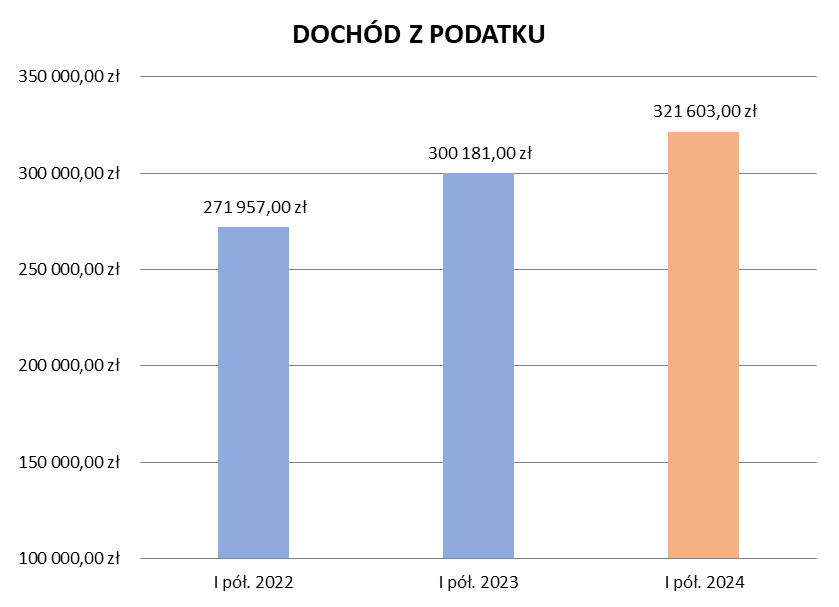 DOCHÓD Z PODATKU
350 000,00 zł
300 000,00 zł
250 000,00 zł
200 000,00 zł
150 000,00 zł
100 000,00 zł
271 957,00 zł
300 181,00 zł
321 603,00 zł
I pół. 2022
I pół. 2023
I pół. 2024